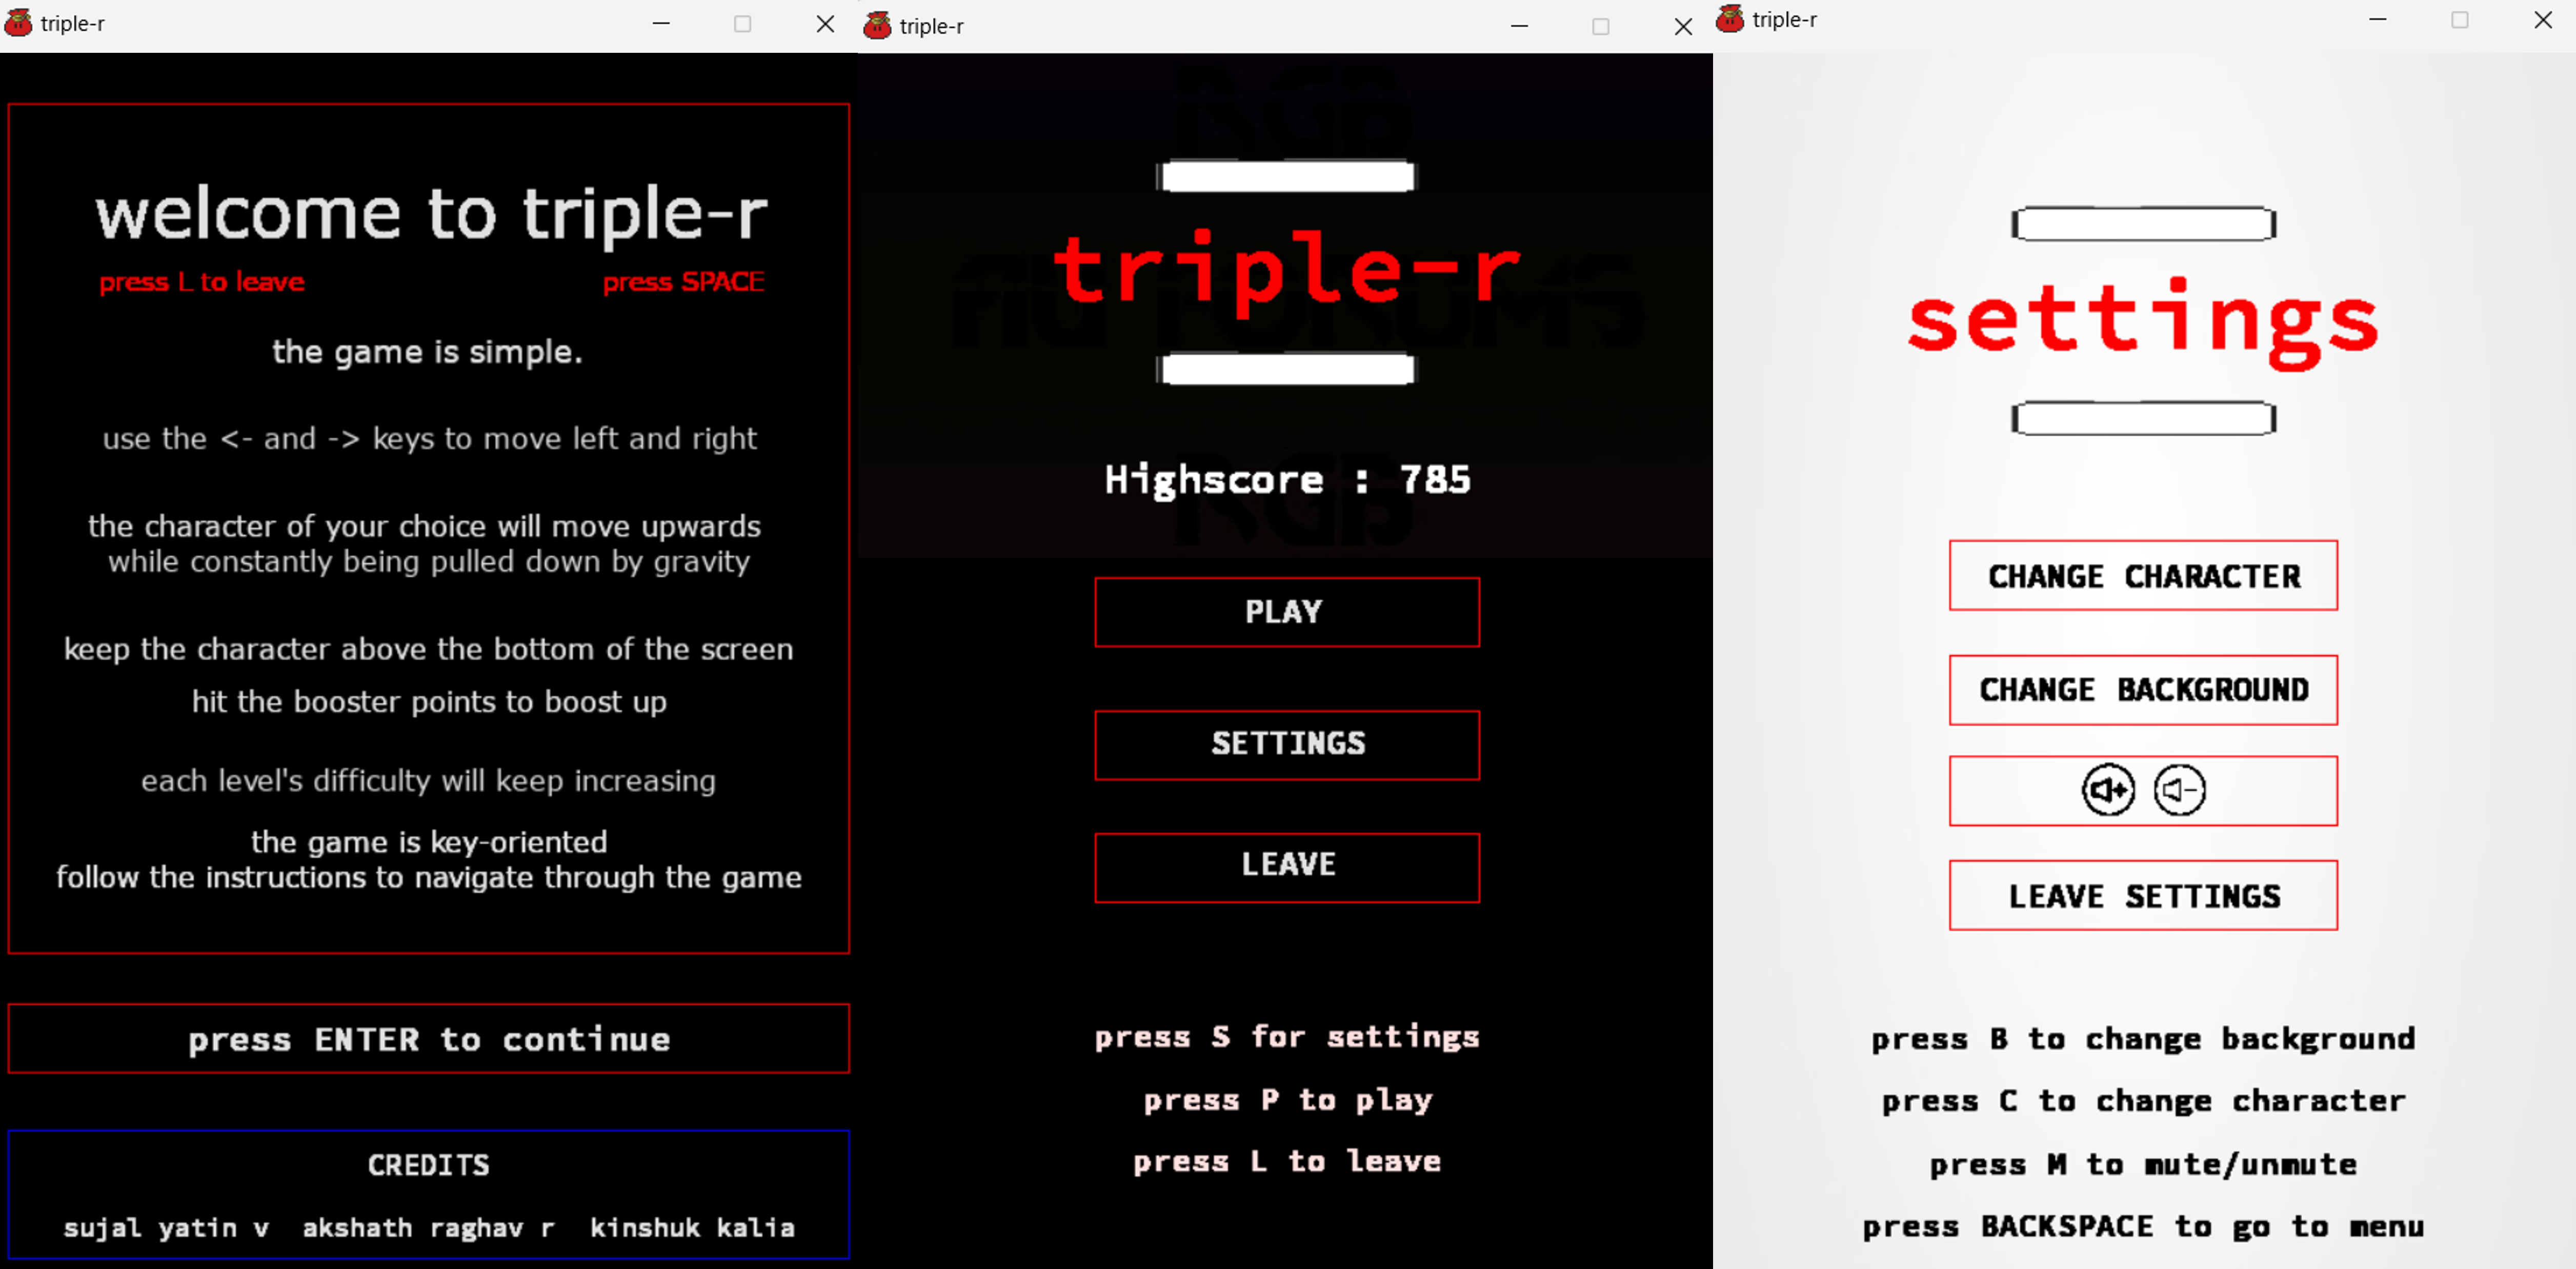 triple-r
welcome to triple-r
press L to leave press SPACE
the game is simple.
use the <- and -> keys to move left and right
the character of your choice will move upwards
while constantly being pulled down by gravity
keep the character above the bottom of the screen
hit the booster points to boost up
each level's difficulty will keep increasing
the game is key-oriented
follow the instructions to navigate through the game
press ENTER to continue
CREDITS
sujal yatin v akshath raghav r kinshuk kalia
triple-r
RGB
triple-r
Highscore : 785
RGB
PLAY
SETTINGS
LEAVE
press S for settings
press P to play
press L to leave
triple-r
settings
CHANGE CHARACTER
CHANGE BACKGROUND
LEAVE SETTINGS
press B to change background
press C to change character
press M to mute/unmute
press BACKSPACE to go to menu